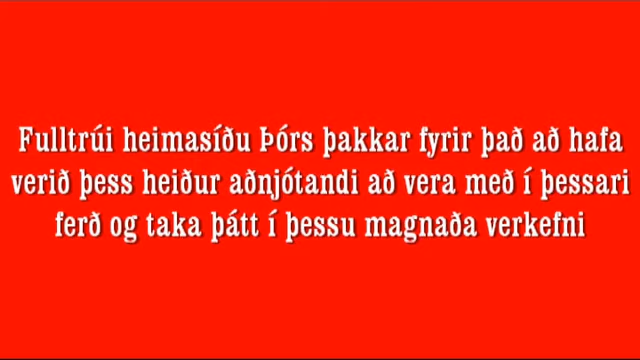 Fulltrúi heimasíðu Þórs þakkar fyrir það að hafa
verið þess heiður aðnjótandi að vera með í þessari
ferð og taka þátt í þessu magnaða verkefni